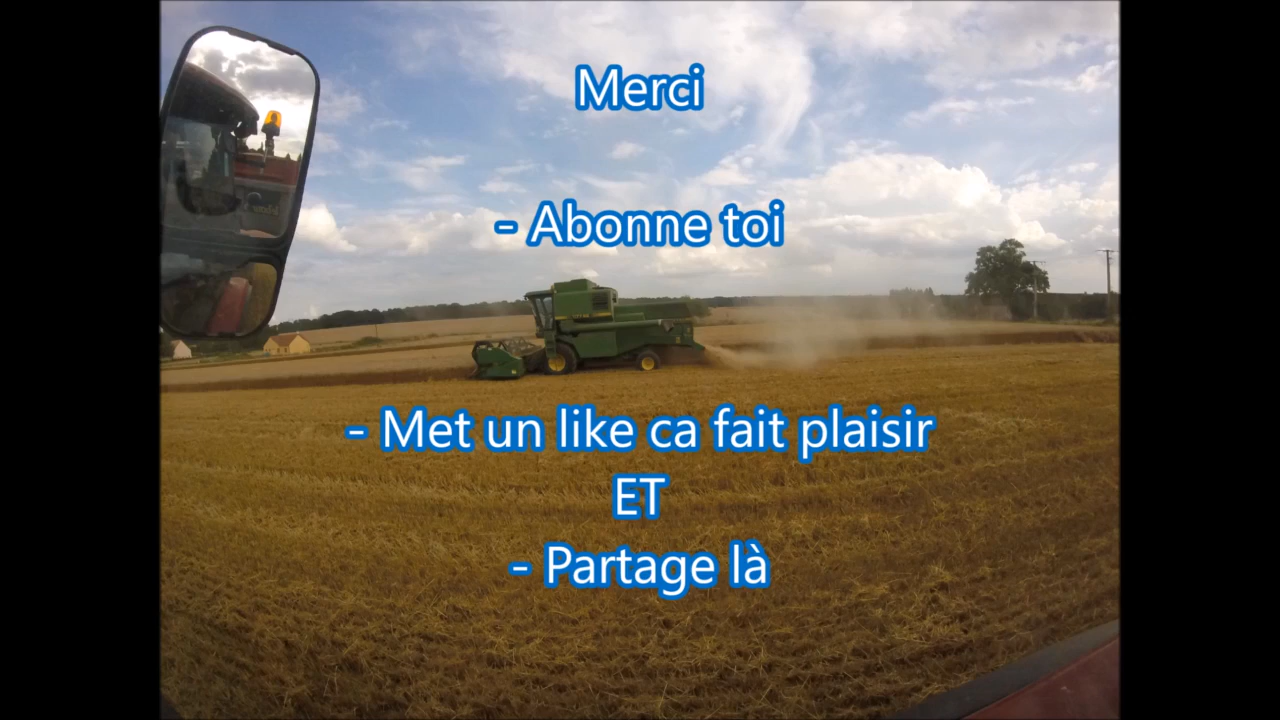 Merci
- Abonne toi
- Met un like ca fait plaisir
ET
- Partage là